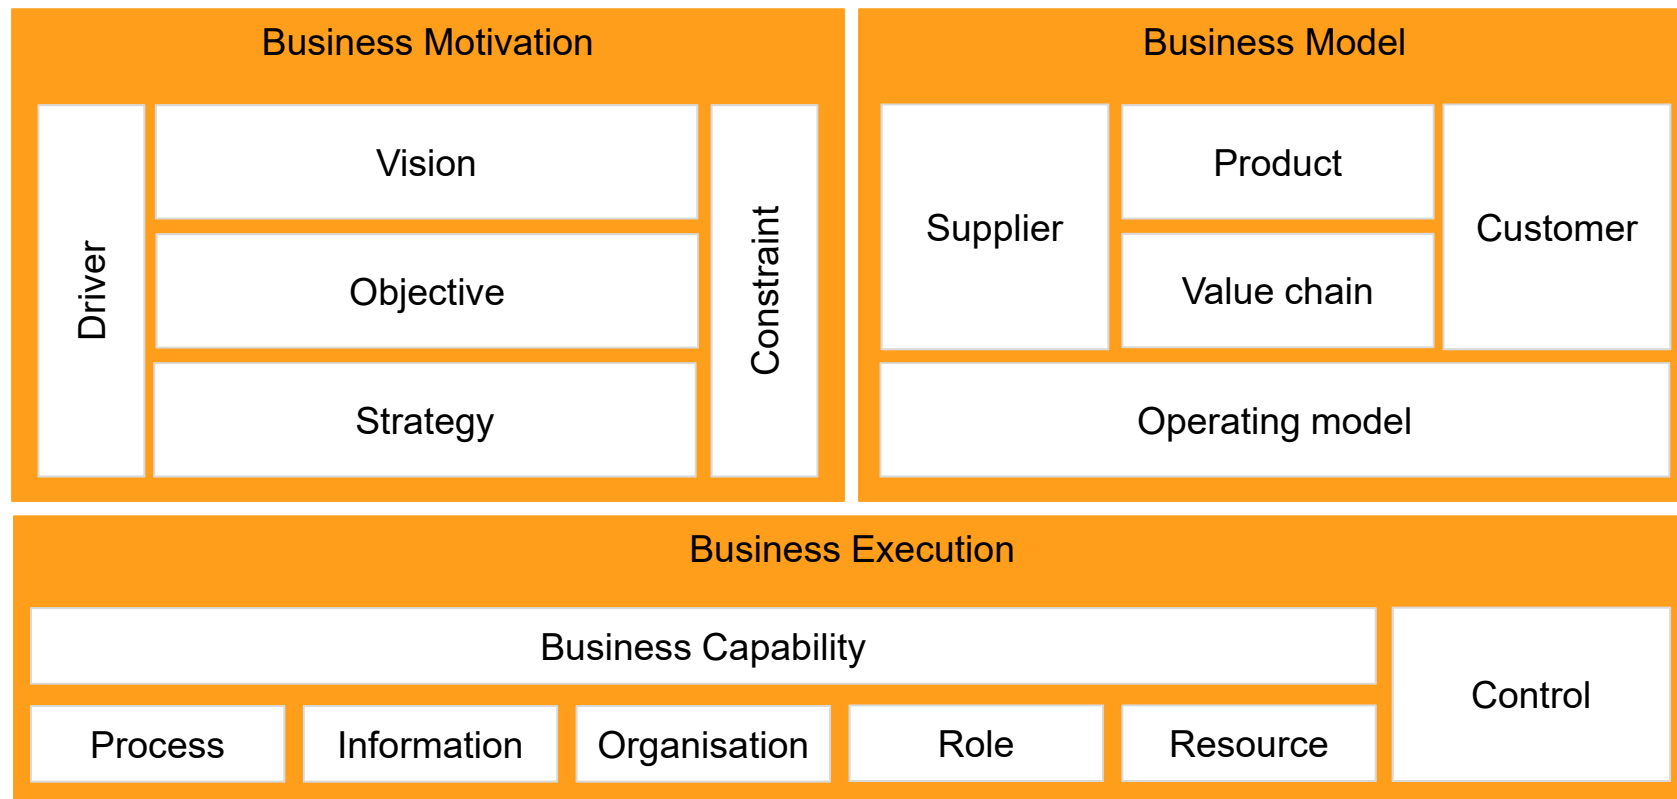 Business Motivation
Driver
Vision
Objective
Strategy
Constraint
Business Model
Supplier
Product
Value chain
Customer
Operating model
Business Execution
Business Capability
Process
Information
Organisation
Role
Resource
Control